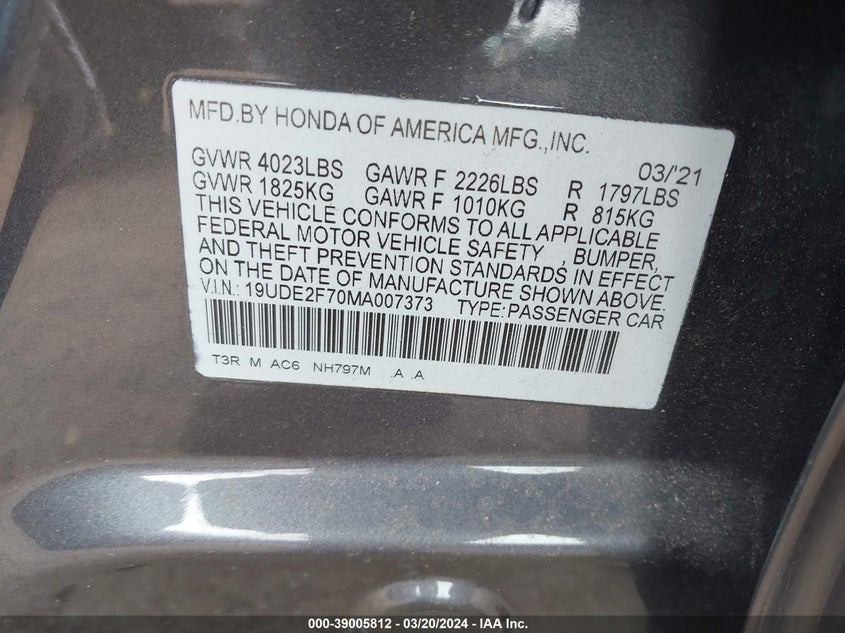 MFD.BY HONDA OF AMERICA MFG.,INC.
03/'21
GVWR 4023LBS GAWR F 2226LBS R 1797LBS
GVWR 1825KG GAWR F 1010KG R 815KG
THIS VEHICLE CONFORMS TO ALL APPLICABLE
FEDERAL MOTOR VEHICLE SAFETY , BUMPER,
AND THEFT PREVENTION STANDARDS IN EFFECT
ON THE DATE OF MANUFACTURE SHOWN ABOVE.
V.I.N.: 19UDE2F70MA007373 TYPE:PASSENGER CAR
T3R M AC6 NH797M .A .A
000-39005812 - 03/20/2024 - IAA Inc.